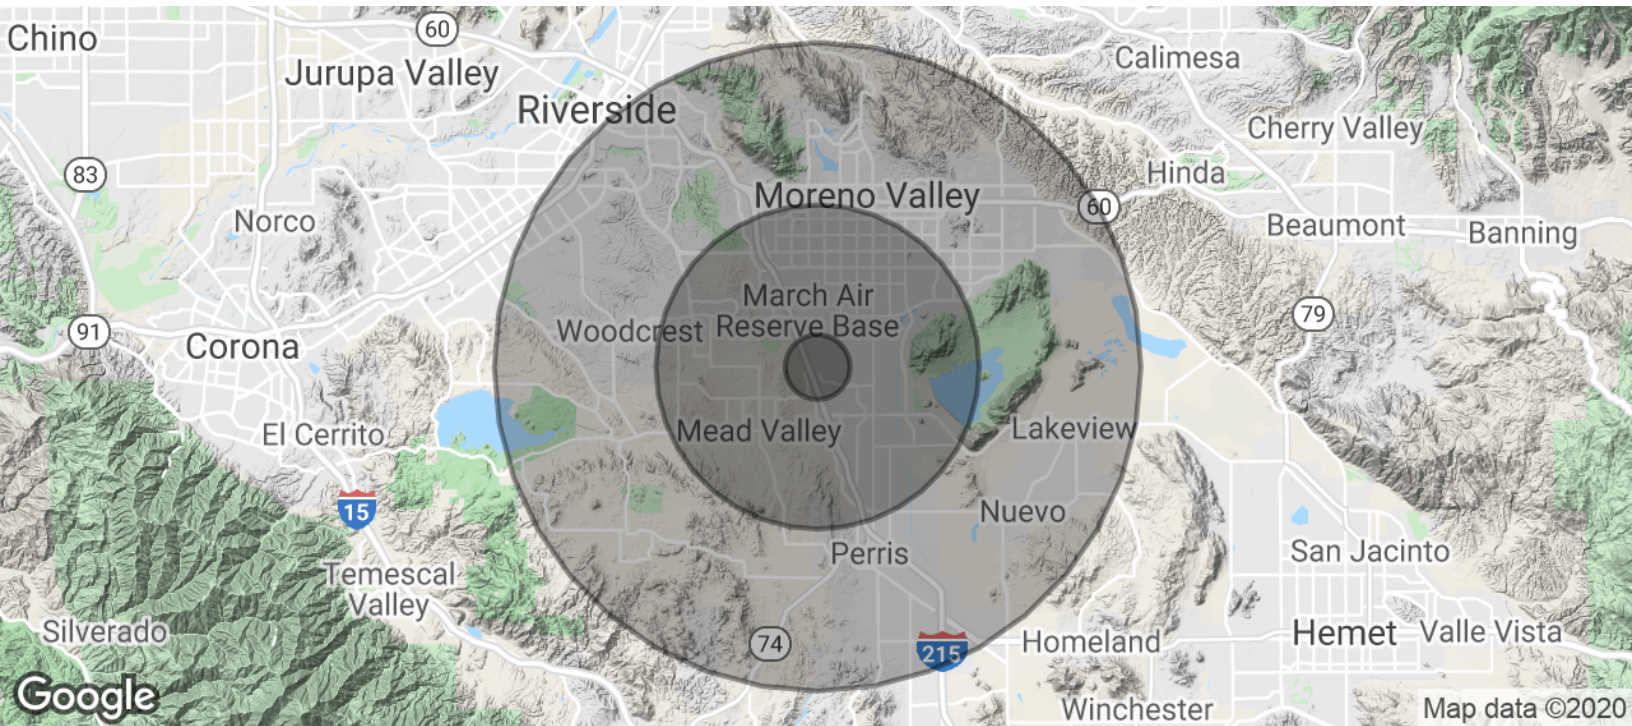 60
Chino
Calimesa
Jurupa Valley
Riverside
Cherry Valley
83
Hinda
Moreno Valley
60
Norco
Beaumont
Banning
March Air
Reserve Base
79
91
Woodcrest
Corona
El Cerrito
Mead Valley
Lakeview
15
Nuevo
Perris
San Jacinto
Temescal
Valley
Silverado
74
215
Homeland
Hemet
Valle Vista
Google
Winchester
Map data ©2020